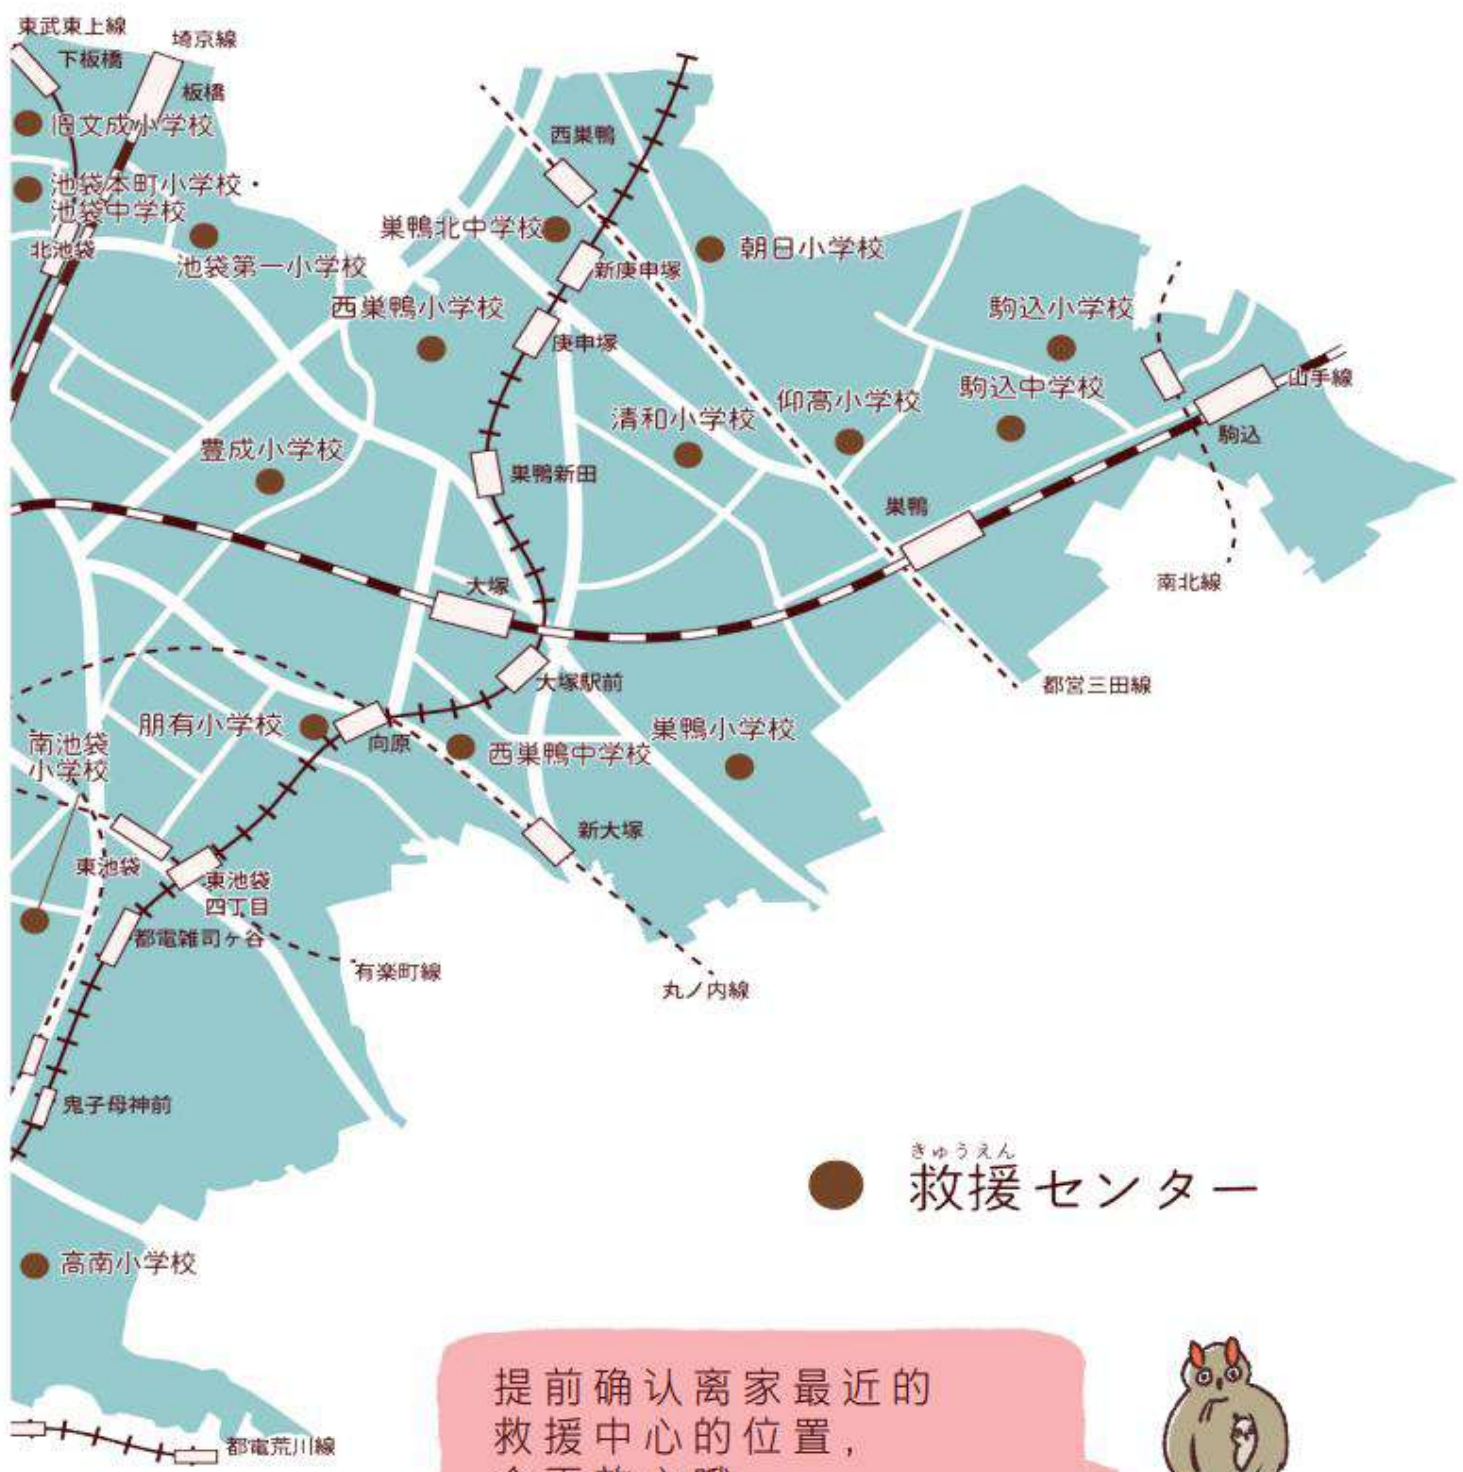 東武東上線
埼京線
下板橋
板橋
旧文成小学校
池袋本町小学校・
池袋中学校
北池袋
池袋第一小学校
西巣鴨
巣鴨北中学校
朝日小学校
新庚申塚
西巣鴨小学校
庚申塚
駒込小学校
駒込中学校
山手線
仰高小学校
清和小学校
駒込
豊成小学校
巣鴨新田
巣鴨
大塚
南北線
大塚駅前
都営三田線
朋有小学校
向原
西巣鴨中学校
巣鴨小学校
南池袋
小学校
新大塚
東池袋
東池袋
四丁目
都電雑司ヶ谷
有楽町線
丸ノ内線
鬼子母神前
きゅうえん
救援センター
高南小学校
提前确认离家最近的
救援中心的位置，
都電荒川線